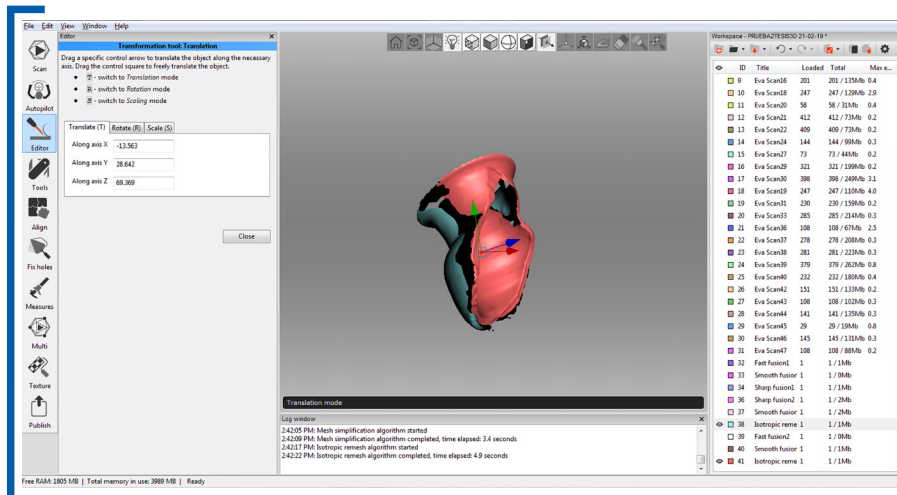 File Edit View Window Help
Editor
Transformation tool: Translation
Drag a specific control arrow to translate the object along the necessary
axis. Drag the control square to freely translate the object.
T - switch to Translation mode
R - switch to Rotation mode
S - switch to Scaling mode
Translate (T) Rotate (R) Scale (S)
Along axis X -13.563
Along axis Y 28.642
Along axis Z 69.369
Close
Scan
Autopilot
Editor
Tools
Align
Fix holes
Measures
Multi
Texture
Publish
Translation mode
Log window
2:42:05 PM: Mesh simplification algorithm started
2:42:09 PM: Mesh simplification algorithm completed, time elapsed: 3.4 seconds
2:42:17 PM: Isotropic remesh algorithm started
2:42:22 PM: Isotropic remesh algorithm completed, time elapsed: 4.9 seconds
Workspace - PRUEBA2TESIS3D 21-02-19 *
ID Title Loaded Total Max e...
9 Eva Scan16 201 201 / 135Mb 0.4
10 Eva Scan18 247 247 / 129Mb 2.9
11 Eva Scan20 58 58 / 31Mb 0.4
12 Eva Scan21 412 412 / 73Mb 0.2
13 Eva Scan22 409 409 / 73Mb 0.2
14 Eva Scan24 144 144 / 99Mb 0.3
15 Eva Scan27 73 73 / 44Mb 0.2
16 Eva Scan29 321 321 / 199Mb 0.2
17 Eva Scan30 398 398 / 249Mb 3.1
18 Eva Scan19 247 247 / 110Mb 4.0
19 Eva Scan31 230 230 / 159Mb 0.2
20 Eva Scan33 285 285 / 214Mb 0.3
21 Eva Scan36 108 108 / 67Mb 2.5
22 Eva Scan37 278 278 / 208Mb 0.3
23 Eva Scan38 281 281 / 223Mb 0.3
24 Eva Scan39 379 379 / 262Mb 0.8
25 Eva Scan40 232 232 / 180Mb 0.4
26 Eva Scan42 151 151 / 133Mb 0.2
27 Eva Scan43 108 108 / 102Mb 0.3
28 Eva Scan44 141 141 / 135Mb 0.3
29 Eva Scan45 29 29 / 19Mb 0.8
30 Eva Scan46 145 145 / 131Mb 0.3
31 Eva Scan47 108 108 / 88Mb 0.2
32 Fast fusion1 1 1 / 1Mb
33 Smooth fusion 1 1 / 0Mb
34 Sharp fusion1 1 1 / 1Mb
36 Sharp fusion2 1 1 / 2Mb
37 Smooth fusion 1 1 / 2Mb
38 Isotropic reme 1 1 / 1Mb
39 Fast fusion2 1 1 / 1Mb
40 Smooth fusion 1 1 / 2Mb
41 Isotropic reme 1 1 / 1Mb
Free RAM: 1805 MB | Total memory in use: 3989 MB | Ready